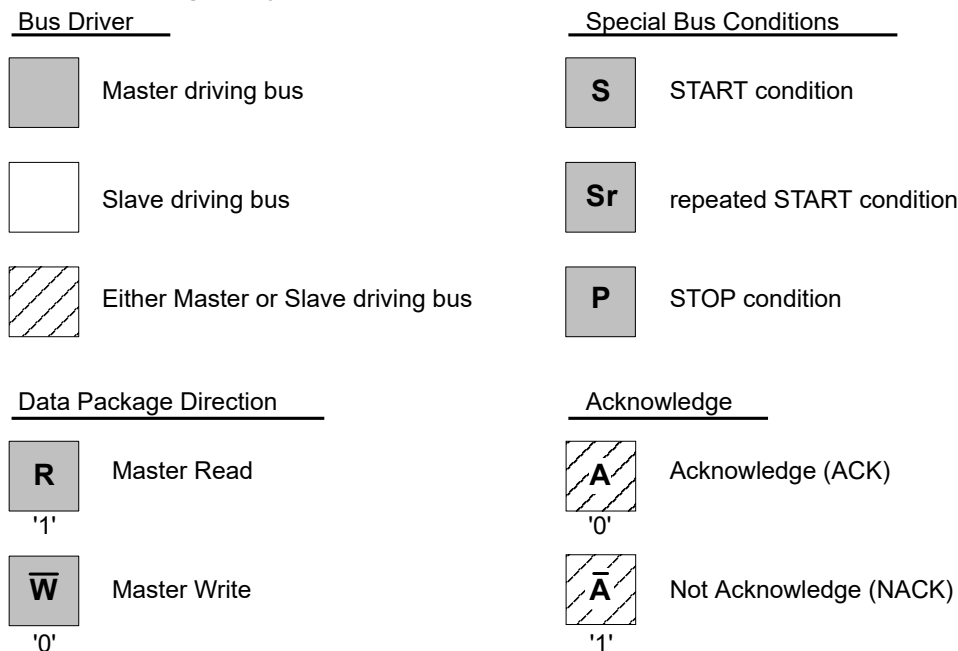 Bus Driver
Master driving bus
Slave driving bus
Either Master or Slave driving bus
Special Bus Conditions
S START condition
Sr repeated START condition
P STOP condition
Data Package Direction
R Master Read
'1'
W̅ Master Write
'0'
Acknowledge
A Acknowledge (ACK)
'0'
A̅ Not Acknowledge (NACK)
'1'